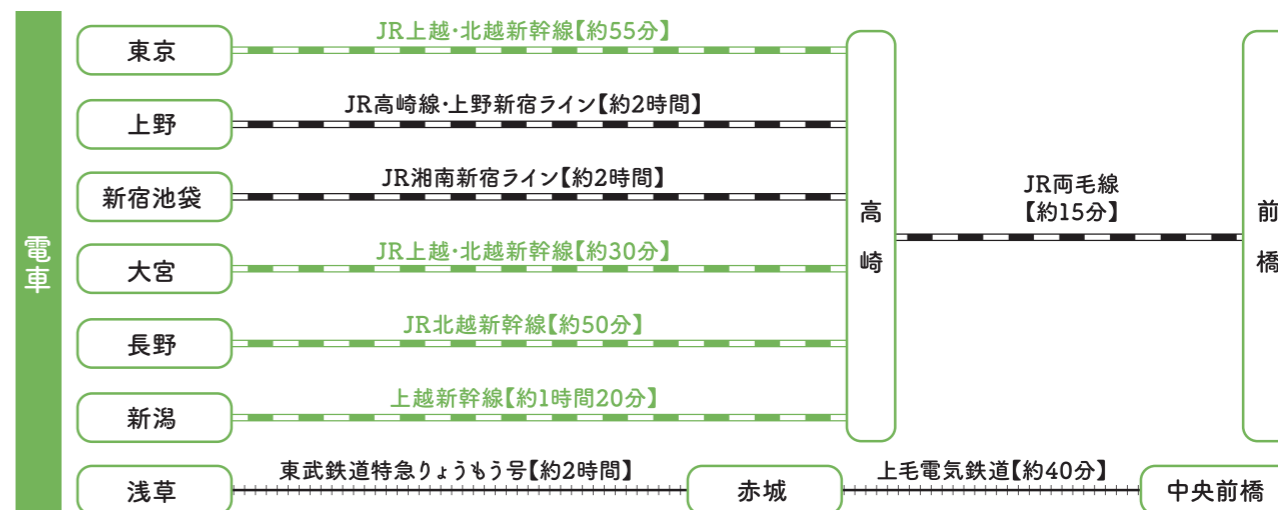 電車
東京
JR上越・北越新幹線【約55分】
上野
JR高崎線・上野新宿ライン【約2時間】
新宿池袋
JR湘南新宿ライン【約2時間】
大宮
JR上越・北越新幹線【約30分】
長野
JR北越新幹線【約50分】
新潟
上越新幹線【約1時間20分】
高崎
JR両毛線
【約15分】
前橋
浅草
東武鉄道特急りょうもう号【約2時間】
赤城
上毛電気鉄道【約40分】
中央前橋